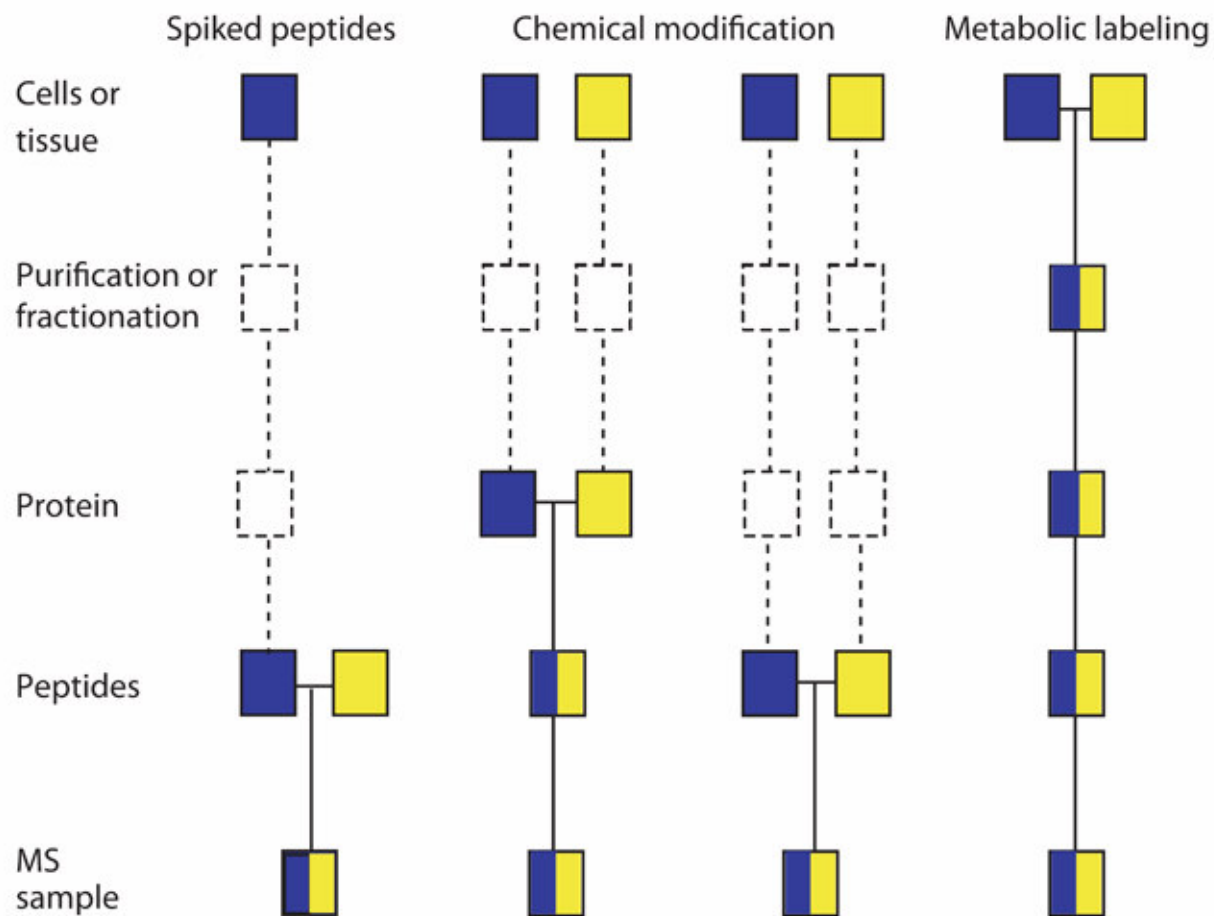 Spiked peptides
Chemical modification
Metabolic labeling
Cells or
tissue
Purification or
fractionation
Protein
Peptides
MS
sample